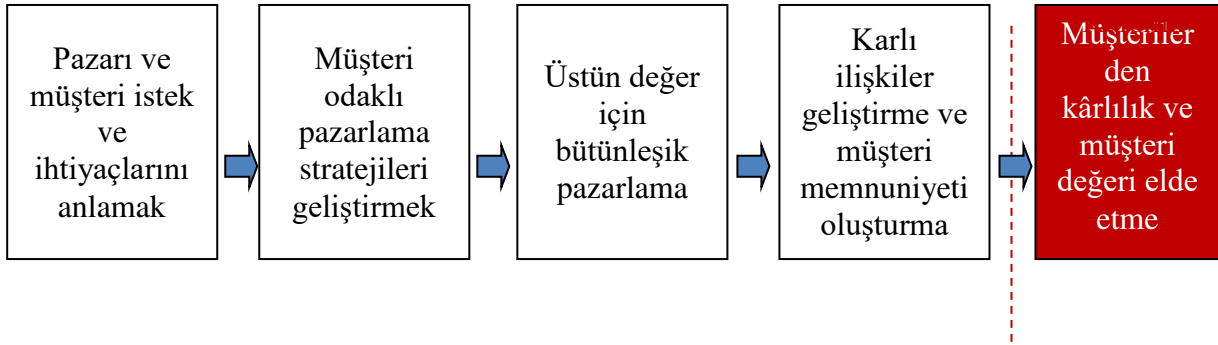 Pazarı ve
müşteri istek
ve
ihtiyaçlarını
anlamak
Müşteri
odaklı
pazarlama
stratejileri
geliştirmek
Üstün değer
için
bütünleşik
pazarlama
Karlı
ilişkiler
geliştirme ve
müşteri
memnuniyeti
oluşturma
Müşteriler
den
kârlılık ve
müşteri
değeri elde
etme